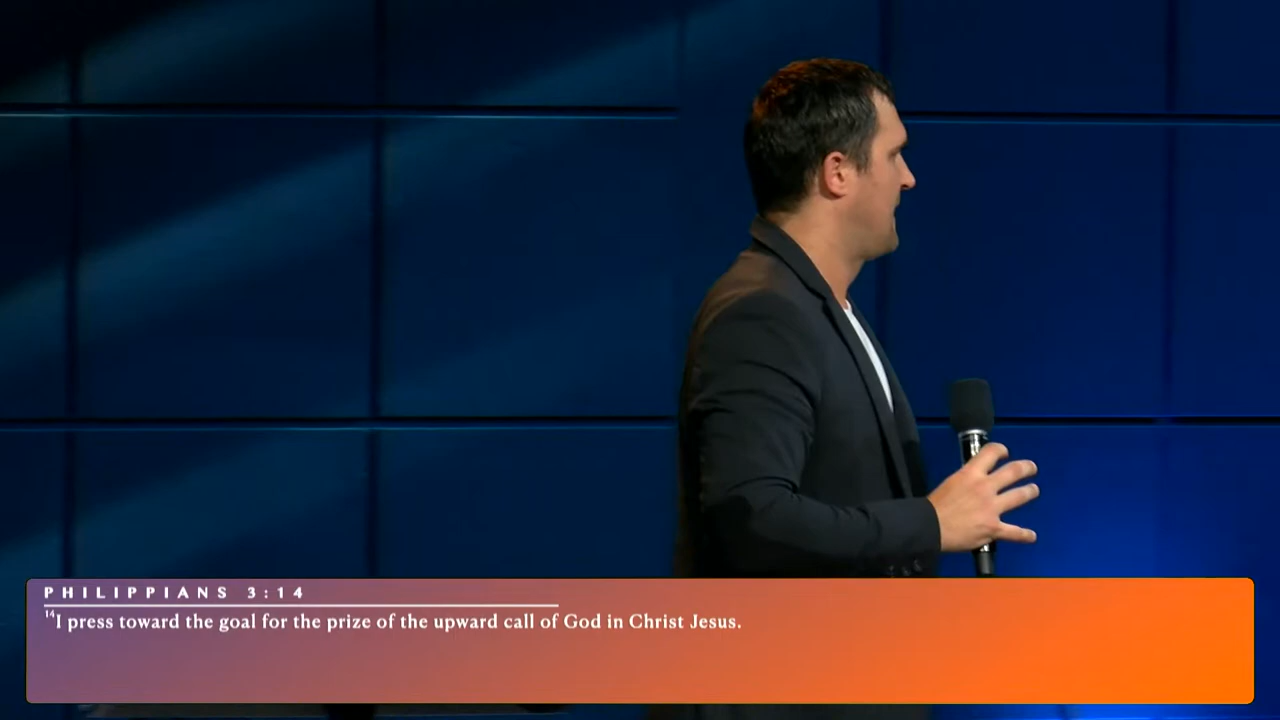 PHILIPPIANS 3:14
¹⁴I press toward the goal for the prize of the upward call of God in Christ Jesus.